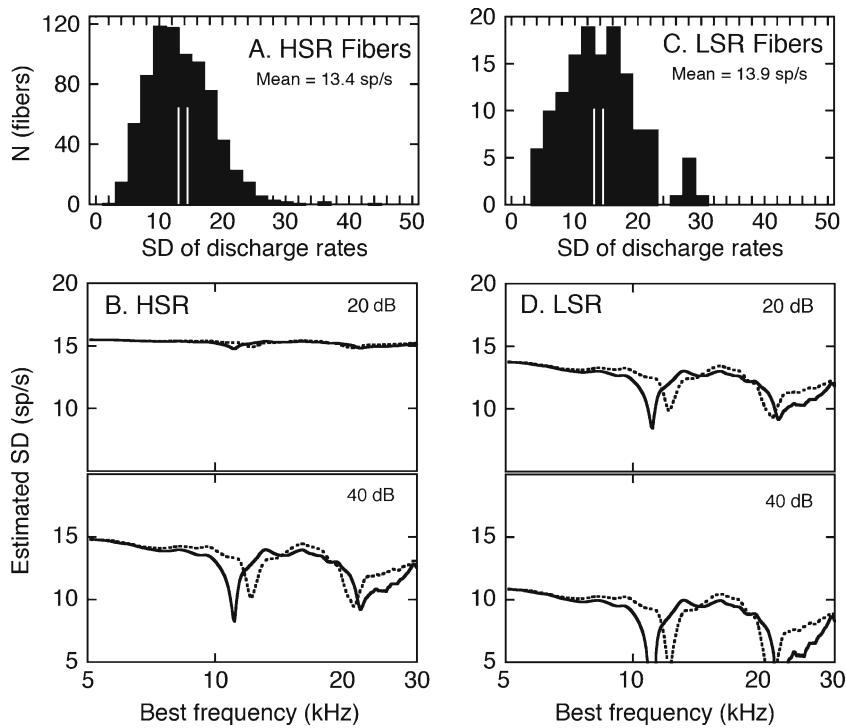 A. HSR Fibers
Mean = 13.4 sp/s
N (fibers)
120
80
40
0
0 10 20 30 40 50
SD of discharge rates
C. LSR Fibers
Mean = 13.9 sp/s
20
15
10
5
0
0 10 20 30 40 50
SD of discharge rates
B. HSR
20 dB
20
15
10
40 dB
15
10
5
5 10 20 30
Best frequency (kHz)
Estimated SD (sp/s)
D. LSR
20 dB
20
15
10
40 dB
15
10
5
5 10 20 30
Best frequency (kHz)